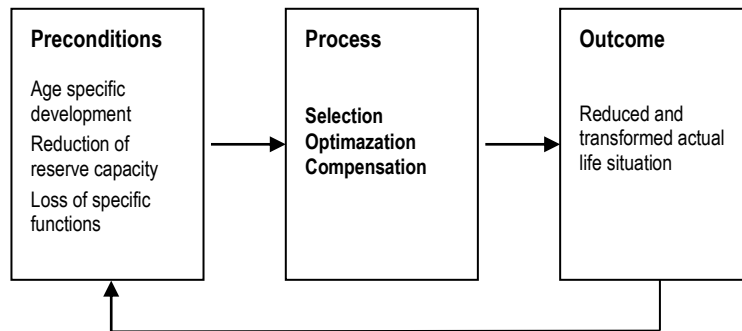 Preconditions
Age specific
development
Reduction of
reserve capacity
Loss of specific
functions
Process
Selection
Optimazation
Compensation
Outcome
Reduced and
transformed actual
life situation